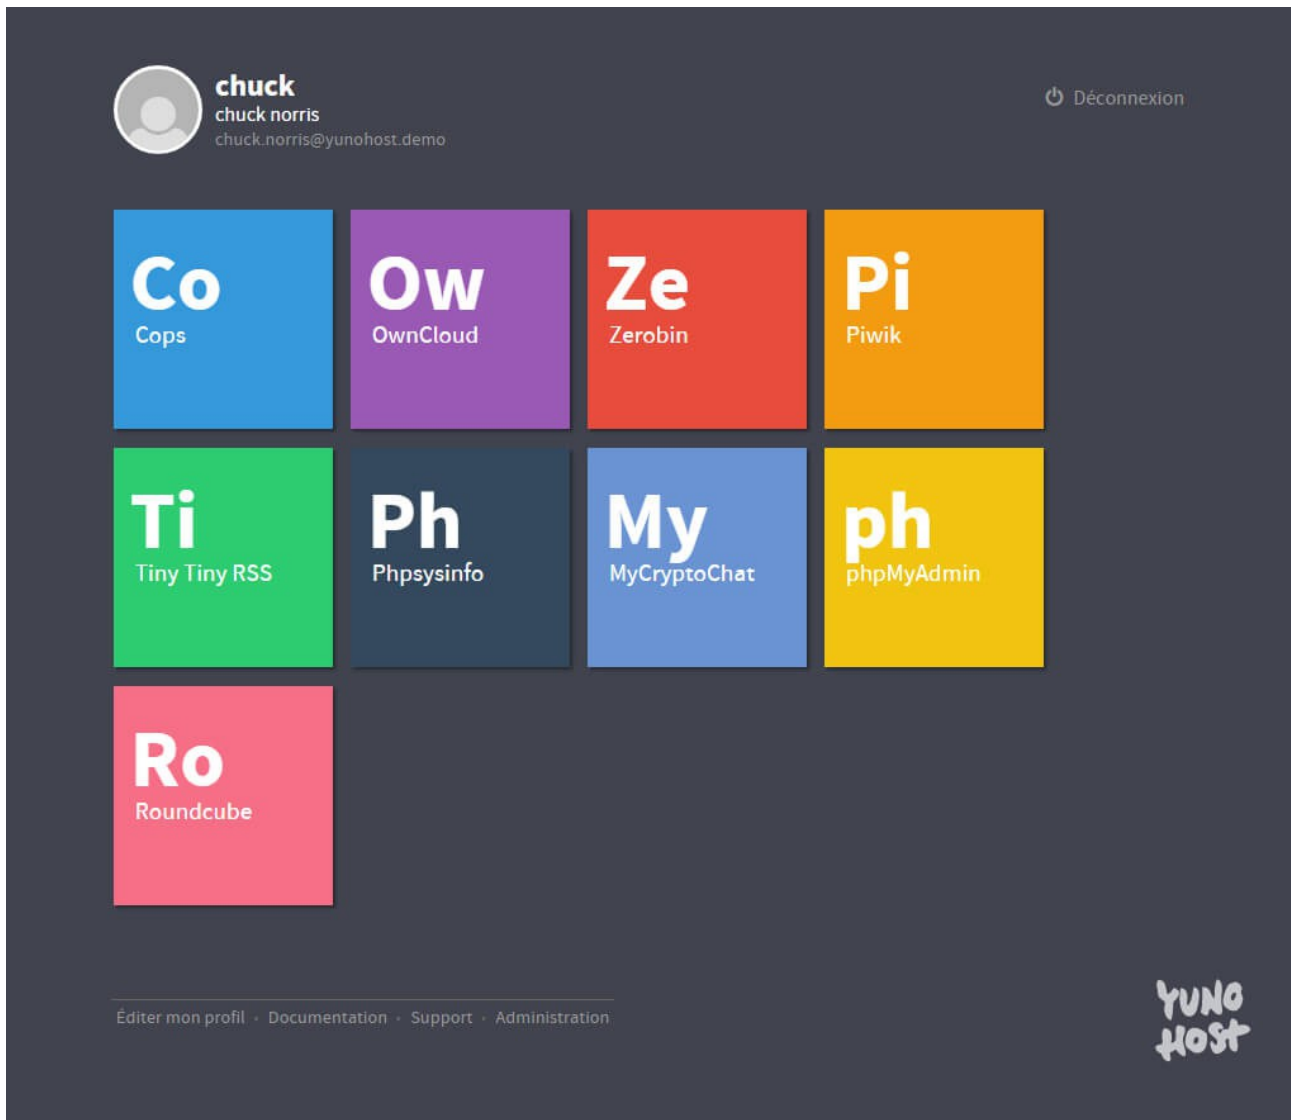 chuck
chuck norris
chuck.norris@yunohost.demo
Déconnexion
Co
Cops
Ow
OwnCloud
Ze
Zerobin
Pi
Piwik
Ti
Tiny Tiny RSS
Ph
Phpsysinfo
My
MyCryptoChat
ph
phpMyAdmin
Ro
Roundcube
Éditer mon profil • Documentation • Support • Administration
YUNO
HOST